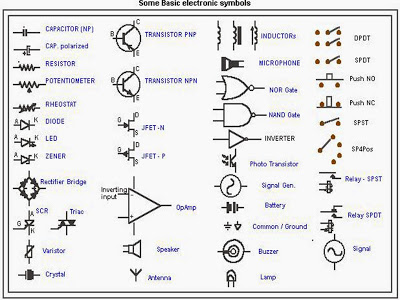 Some Basic electronic symbols
CAPACITOR (NP)
CAP. polarized
RESISTOR
POTENTIOMETER
RHEOSTAT
A K DIODE
A K LED
A K ZENER
Rectifier Bridge
SCR
A
G K
Triac
Varistor
Crystal
C
B
E
TRANSISTOR PNP
C
B
E
TRANSISTOR NPN
D
G
S
JFET -N
D
G
S
JFET - P
Inverting
input
OpAmp
Speaker
Antenna
INDUCTORs
MICROPHONE
NOR Gate
NAND Gate
INVERTER
Photo Transistor
Signal Gen.
Battery
Common / Ground
Buzzer
Lamp
DPDT
SPDT
Push NO
Push NC
SPST
SP4Pos
Relay - SPST
Relay SPDT
Signal